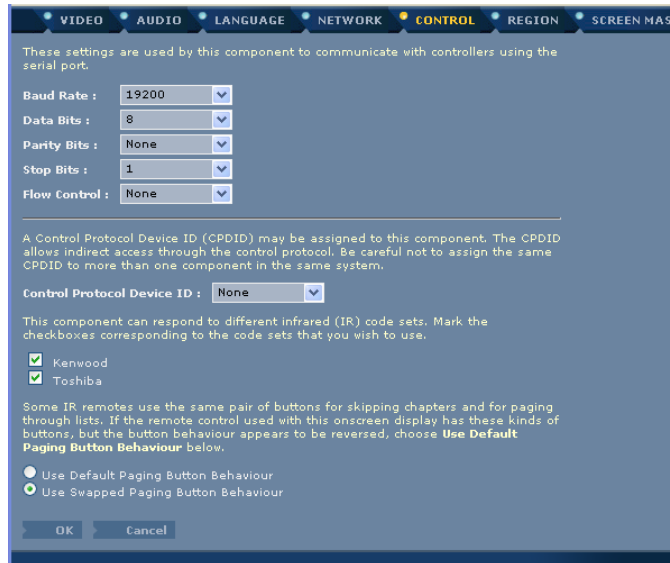 VIDEO AUDIO LANGUAGE NETWORK CONTROL REGION SCREEN MAS
These settings are used by this component to communicate with controllers using the
serial port.
Baud Rate : 19200
Data Bits : 8
Parity Bits : None
Stop Bits : 1
Flow Control : None
A Control Protocol Device ID (CPDID) may be assigned to this component. The CPDID
allows indirect access through the control protocol. Be careful not to assign the same
CPDID to more than one component in the same system.
Control Protocol Device ID : None
This component can respond to different infrared (IR) code sets. Mark the
checkboxes corresponding to the code sets that you wish to use.
Kenwood
Toshiba
Some IR remotes use the same pair of buttons for skipping chapters and for paging
through lists. If the remote control used with this onscreen display has these kinds of
buttons, but the button behaviour appears to be reversed, choose Use Default
Paging Button Behaviour below.
Use Default Paging Button Behaviour
Use Swapped Paging Button Behaviour
OK Cancel